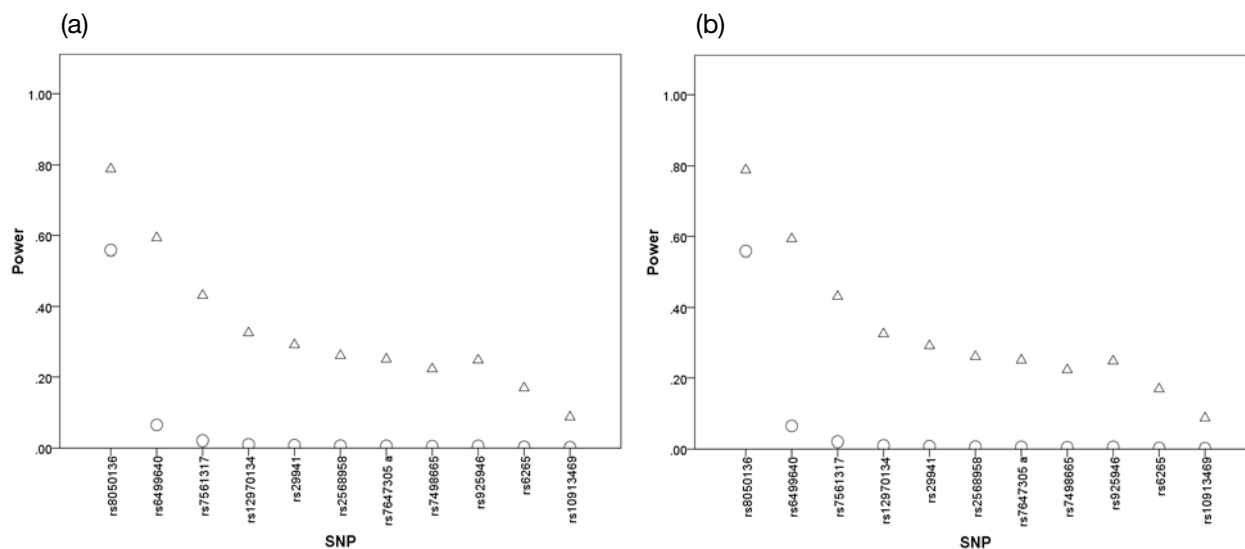 (a)
(b)
1.00
.80
.60
.40
.20
.00
Power
rs8050136
rs6499640
rs7561317
rs12970134
rs29941
rs2568958
rs7647305 a
rs7498665
rs925946
rs6265
rs10913469
SNP
1.00
.80
.60
.40
.20
.00
Power
rs8050136
rs6499640
rs7561317
rs12970134
rs29941
rs2568958
rs7647305 a
rs7498665
rs925946
rs6265
rs10913469
SNP